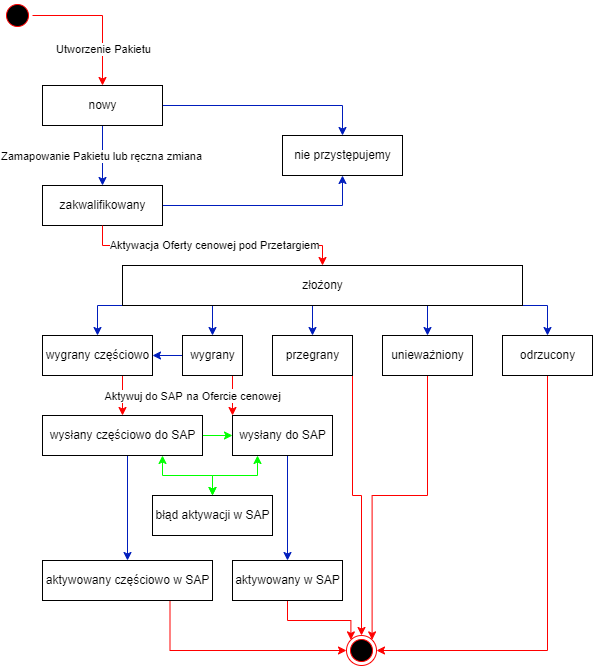 Utworzenie Pakietu
nowy
nie przystępujemy
Zamapowanie Pakietu lub ręczna zmiana
zakwalifikowany
Aktywacja Oferty cenowej pod Przetargiem
złożony
wygrany częściowo
wygrany
przegrany
unieważniony
odrzucony
Aktywuj do SAP na Ofercie cenowej
wysłany częściowo do SAP
wysłany do SAP
błąd aktywacji w SAP
aktywowany częściowo w SAP
aktywowany w SAP